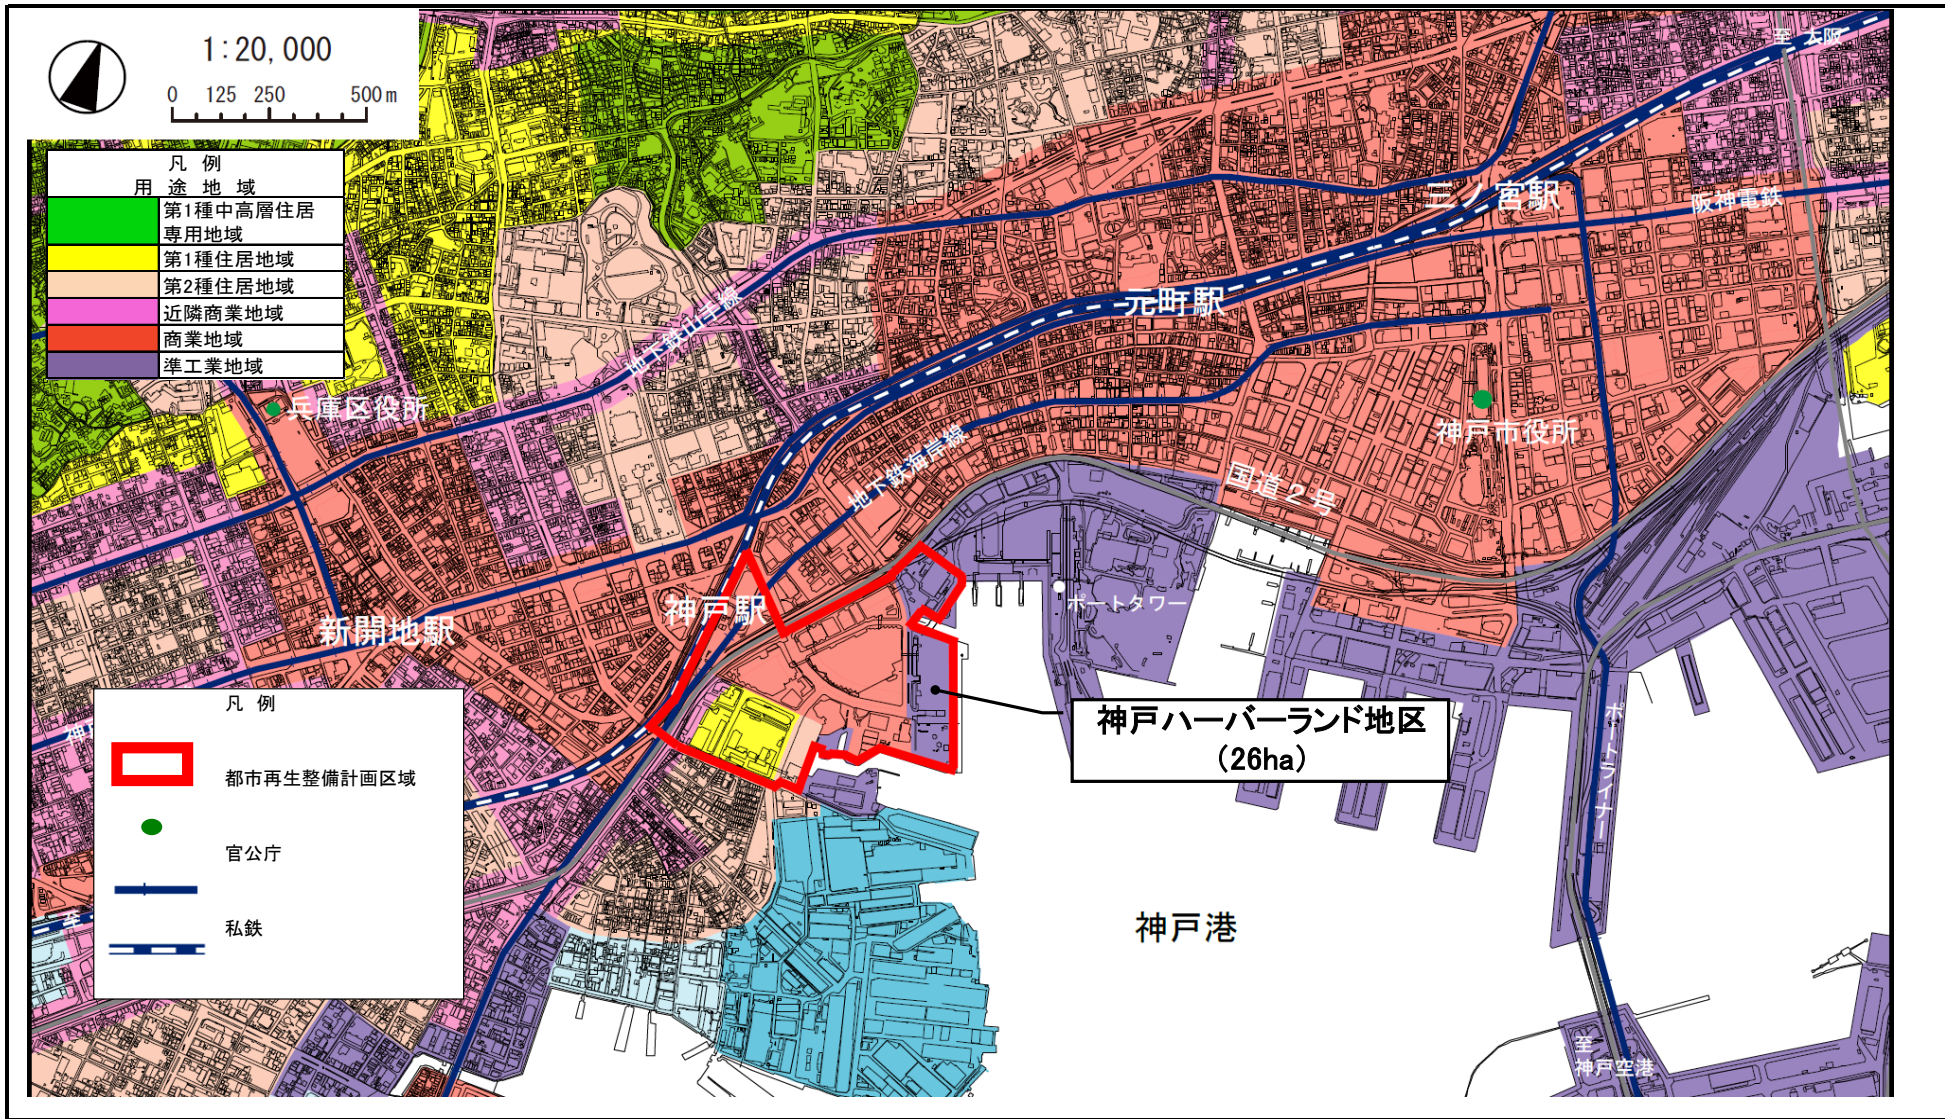 1:20,000
0 125 250 500m
凡 例
用 途 地 域
第1種中高層住居
専用地域
第1種住居地域
第2種住居地域
近隣商業地域
商業地域
準工業地域
至 大阪
三ノ宮駅
阪神電鉄
元町駅
地下鉄山手線
兵庫区役所
神戸市役所
地下鉄海岸線
国道2号
神戸駅
ポートタワー
新開地駅
神戸ハーバーランド地区
(26ha)
ポートライナー
凡 例
都市再生整備計画区域
官公庁
私鉄
神
至
神戸港
至
神戸空港